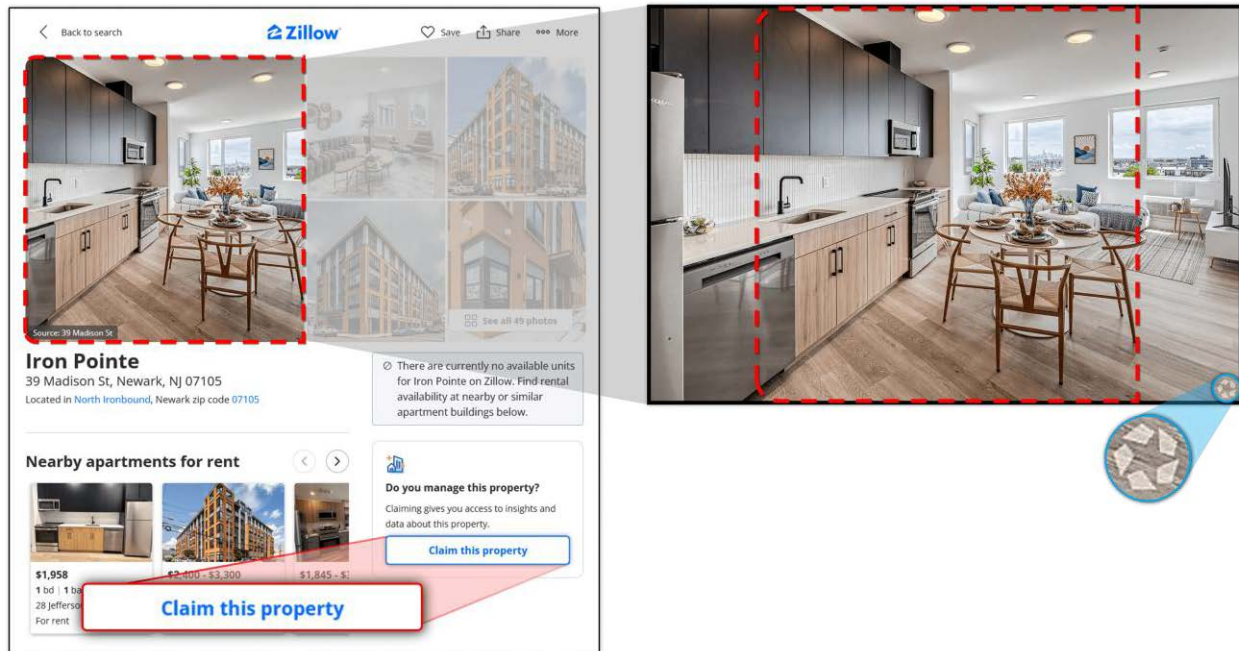 Back to search
Zillow
Save
Share
More
Source: 39 Madison St
See all 49 photos
Iron Pointe
39 Madison St, Newark, NJ 07105
Located in North Ironbound, Newark zip code 07105
There are currently no available units
for Iron Pointe on Zillow. Find rental
availability at nearby or similar
apartment buildings below.
Nearby apartments for rent
Do you manage this property?
Claiming gives you access to insights and
data about this property.
Claim this property
$1,958
1 bd | 1 ba
28 Jefferso
For rent
$2,400 - $3,300
$1,845 - $
Claim this property